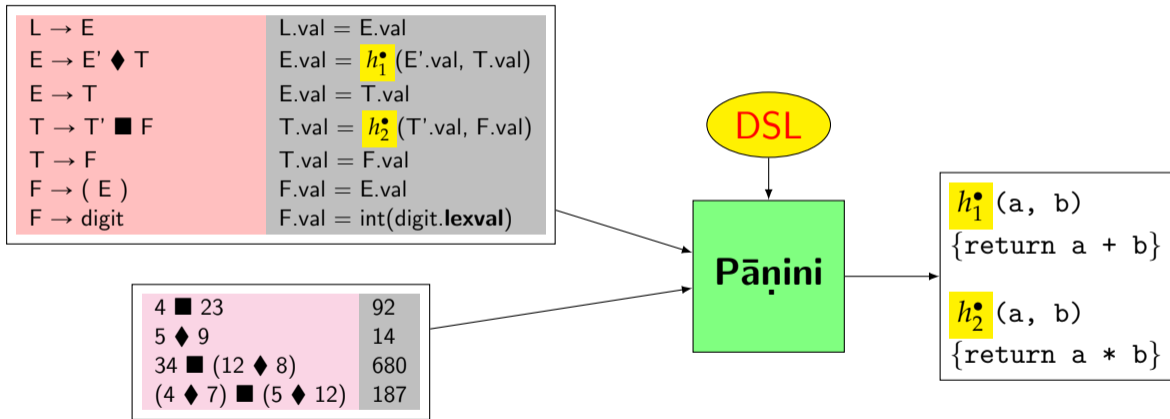 L → E L.val = E.val
E → E' ♦ T E.val = h₁•(E'.val, T.val)
E → T E.val = T.val
T → T' ■ F T.val = h₂•(T'.val, F.val)
T → F T.val = F.val
F → ( E ) F.val = E.val
F → digit F.val = int(digit.lexval)
4 ■ 23 92
5 ♦ 9 14
34 ■ (12 ♦ 8) 680
(4 ♦ 7) ■ (5 ♦ 12) 187
DSL
Pāṇini
h₁•(a, b)
{return a + b}
h₂•(a, b)
{return a * b}